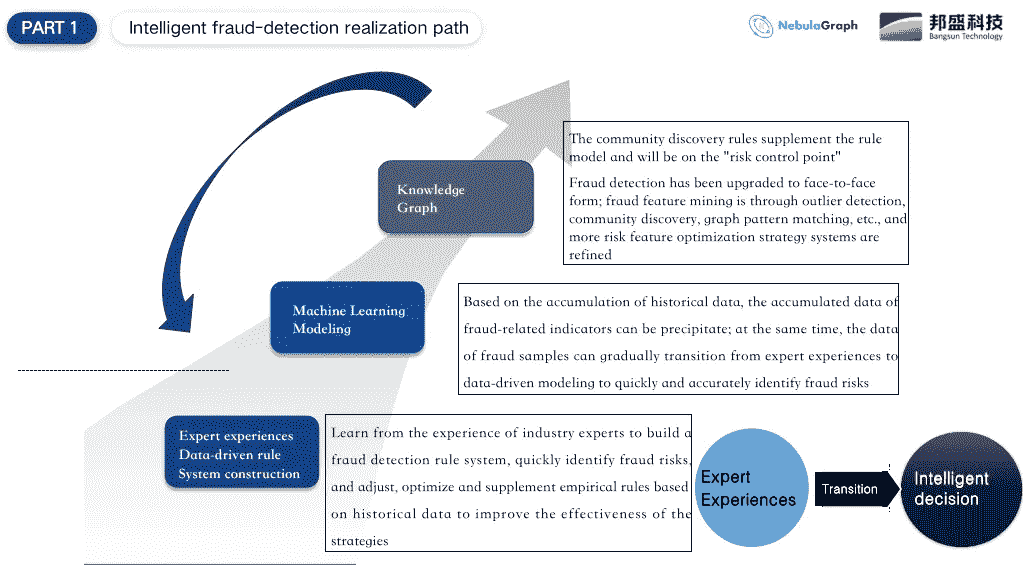 PART 1
Intelligent fraud-detection realization path
NebulaGraph
邦盛科技
Bangsun Technology
The community discovery rules supplement the rule
model and will be on the "risk control point"
Fraud detection has been upgraded to face-to-face
form; fraud feature mining is through outlier detection,
community discovery, graph pattern matching, etc., and
more risk feature optimization strategy systems are
refined
Knowledge
Graph
Based on the accumulation of historical data, the accumulated data of
fraud-related indicators can be precipitate; at the same time, the data
of fraud samples can gradually transition from expert experiences to
data-driven modeling to quickly and accurately identify fraud risks
Machine Learning
Modeling
Expert experiences
Data-driven rule
System construction
Learn from the experience of industry experts to build a
fraud detection rule system, quickly identify fraud risks,
and adjust, optimize and supplement empirical rules based
on historical data to improve the effectiveness of the
strategies
Expert
Experiences
Transition
Intelligent
decision